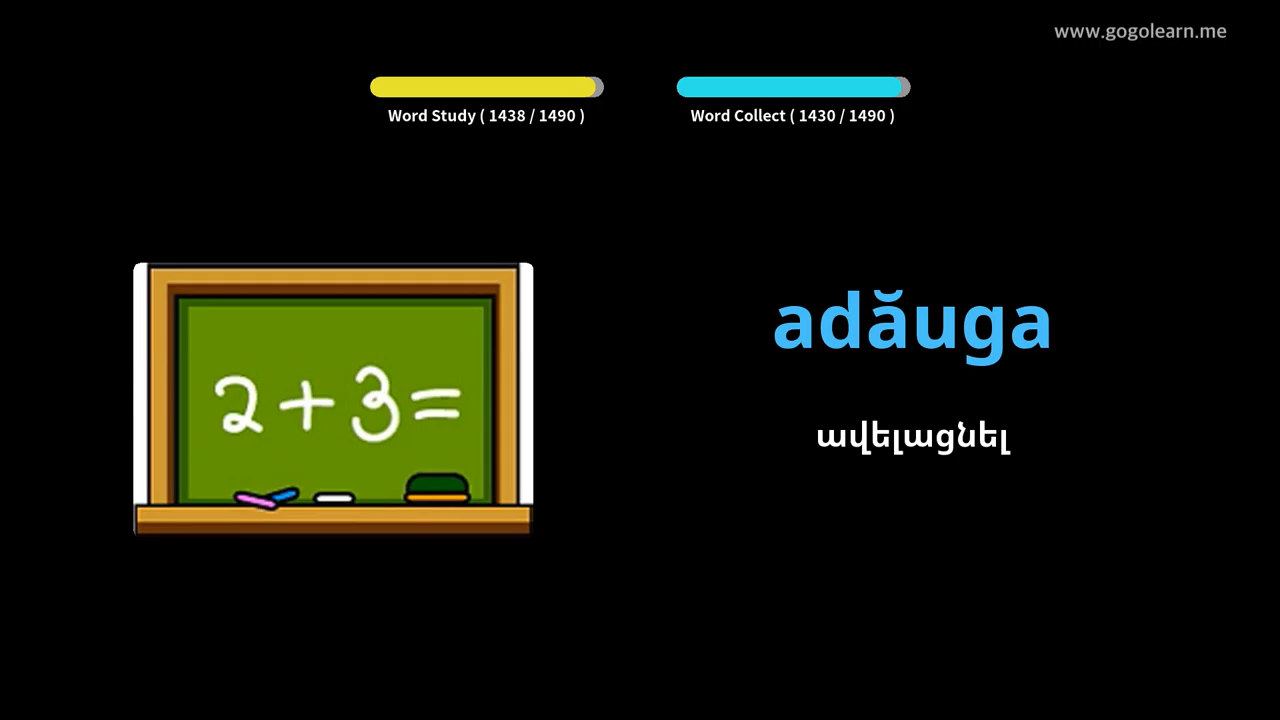 www.gogolearn.me
Word Study ( 1438 / 1490 )
Word Collect ( 1430 / 1490 )
2+3=
adăuga
ավելացնել